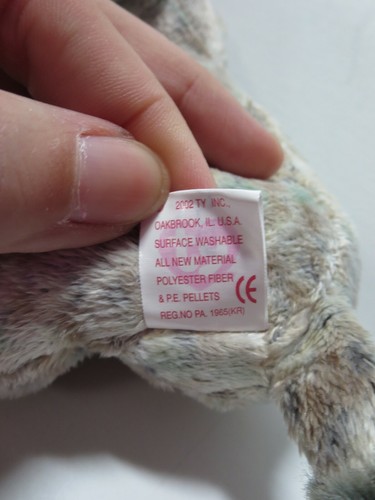 2002 TY INC.,
OAKBROOK, IL. U.S.A.
SURFACE WASHABLE
ALL NEW MATERIAL
POLYESTER FIBER
& P.E. PELLETS
CE
REG.NO PA. 1965(KR)